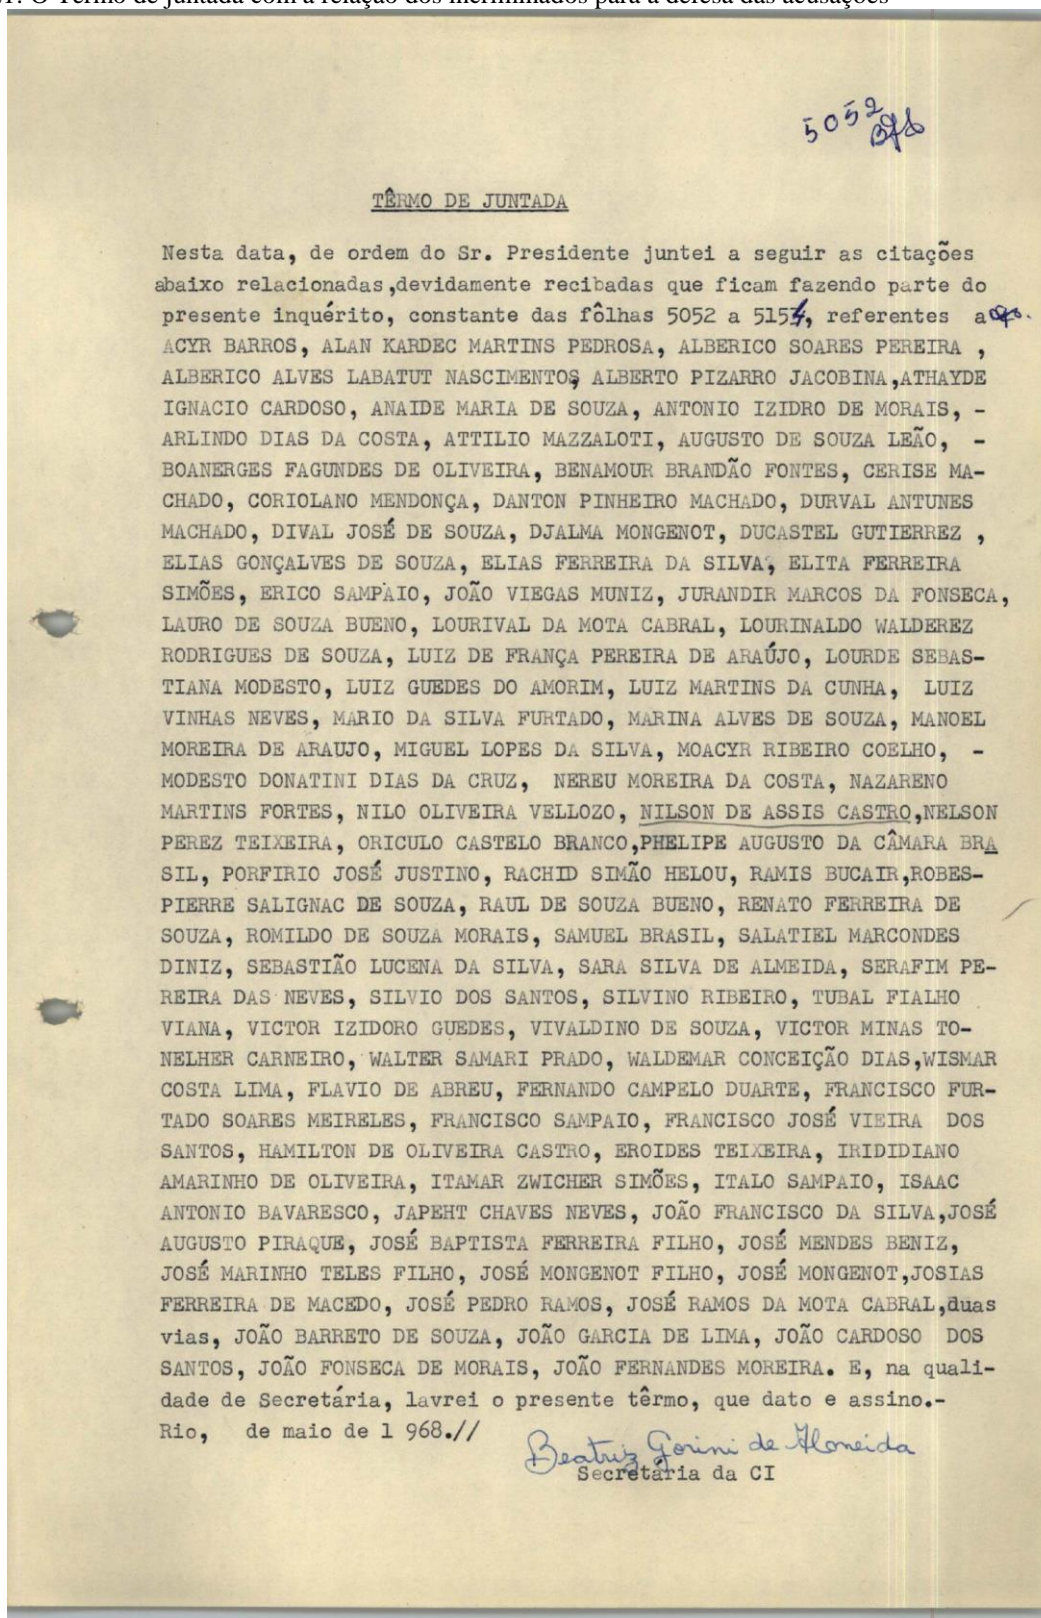 O Termo de juntada com a relação dos incriminados para a defesa das acusações
5052
TÊRMO DE JUNTADA
Nesta data, de ordem do Sr. Presidente juntei a seguir as citações
abaixo relacionadas,devidamente recibadas que ficam fazendo parte do
presente inquérito, constante das fôlhas 5052 a 5154, referentes a
ACYR BARROS, ALAN KARDEC MARTINS PEDROSA, ALBERICO SOARES PEREIRA ,
ALBERICO ALVES LABATUT NASCIMENTO, ALBERTO PIZARRO JACOBINA,ATHAYDE
IGNACIO CARDOSO, ANAIDE MARIA DE SOUZA, ANTONIO IZIDRO DE MORAIS, -
ARLINDO DIAS DA COSTA, ATTILIO MAZZALOTI, AUGUSTO DE SOUZA LEÃO, -
BOANERGES FAGUNDES DE OLIVEIRA, BENAMOUR BRANDÃO FONTES, CERISE MA-
CHADO, CORIOLANO MENDONÇA, DANTON PINHEIRO MACHADO, DURVAL ANTUNES
MACHADO, DIVAL JOSÉ DE SOUZA, DJALMA MONGENOT, DUCASTEL GUTIERREZ ,
ELIAS GONÇALVES DE SOUZA, ELIAS FERREIRA DA SILVA, ELITA FERREIRA
SIMÕES, ERICO SAMPAIO, JOÃO VIEGAS MUNIZ, JURANDIR MARCOS DA FONSECA,
LAURO DE SOUZA BUENO, LOURIVAL DA MOTA CABRAL, LOURINALDO WALDEREZ
RODRIGUES DE SOUZA, LUIZ DE FRANÇA PEREIRA DE ARAÚJO, LOURDE SEBAS-
TIANA MODESTO, LUIZ GUEDES DO AMORIM, LUIZ MARTINS DA CUNHA, LUIZ
VINHAS NEVES, MARIO DA SILVA FURTADO, MARINA ALVES DE SOUZA, MANOEL
MOREIRA DE ARAUJO, MIGUEL LOPES DA SILVA, MOACYR RIBEIRO COELHO, -
MODESTO DONATINI DIAS DA CRUZ, NEREU MOREIRA DA COSTA, NAZARENO
MARTINS FORTES, NILO OLIVEIRA VELLOZO, NILSON DE ASSIS CASTRO,NELSON
PEREZ TEIXEIRA, ORICULO CASTELO BRANCO,PHELIPE AUGUSTO DA CÂMARA BRA
SIL, PORFIRIO JOSÉ JUSTINO, RACHID SIMÃO HELOU, RAMIS BUCAIR,ROBES-
PIERRE SALIGNAC DE SOUZA, RAUL DE SOUZA BUENO, RENATO FERREIRA DE
SOUZA, ROMILDO DE SOUZA MORAIS, SAMUEL BRASIL, SALATIEL MARCONDES
DINIZ, SEBASTIÃO LUCENA DA SILVA, SARA SILVA DE ALMEIDA, SERAFIM PE-
REIRA DAS NEVES, SILVIO DOS SANTOS, SILVINO RIBEIRO, TUBAL FIALHO
VIANA, VICTOR IZIDORO GUEDES, VIVALDINO DE SOUZA, VICTOR MINAS TO-
NELHER CARNEIRO, WALTER SAMARI PRADO, WALDEMAR CONCEIÇÃO DIAS,WISMAR
COSTA LIMA, FLAVIO DE ABREU, FERNANDO CAMPELO DUARTE, FRANCISCO FUR-
TADO SOARES MEIRELES, FRANCISCO SAMPAIO, FRANCISCO JOSÉ VIEIRA DOS
SANTOS, HAMILTON DE OLIVEIRA CASTRO, EROIDES TEIXEIRA, IRIDIDIANO
AMARINHO DE OLIVEIRA, ITAMAR ZWICHER SIMÕES, ITALO SAMPAIO, ISAAC
ANTONIO BAVARESCO, JAPEHT CHAVES NEVES, JOÃO FRANCISCO DA SILVA,JOSÉ
AUGUSTO PIRAQUE, JOSÉ BAPTISTA FERREIRA FILHO, JOSÉ MENDES BENIZ,
JOSÉ MARINHO TELES FILHO, JOSÉ MONGENOT FILHO, JOSÉ MONGENOT,JOSIAS
FERREIRA DE MACEDO, JOSÉ PEDRO RAMOS, JOSÉ RAMOS DA MOTA CABRAL,duas
vias, JOÃO BARRETO DE SOUZA, JOÃO GARCIA DE LIMA, JOÃO CARDOSO DOS
SANTOS, JOÃO FONSECA DE MORAIS, JOÃO FERNANDES MOREIRA. E, na quali-
dade de Secretária, lavrei o presente têrmo, que dato e assino.-
Rio, de maio de 1 968.//
Beatriz Gorini de Almeida
Secretária da CI